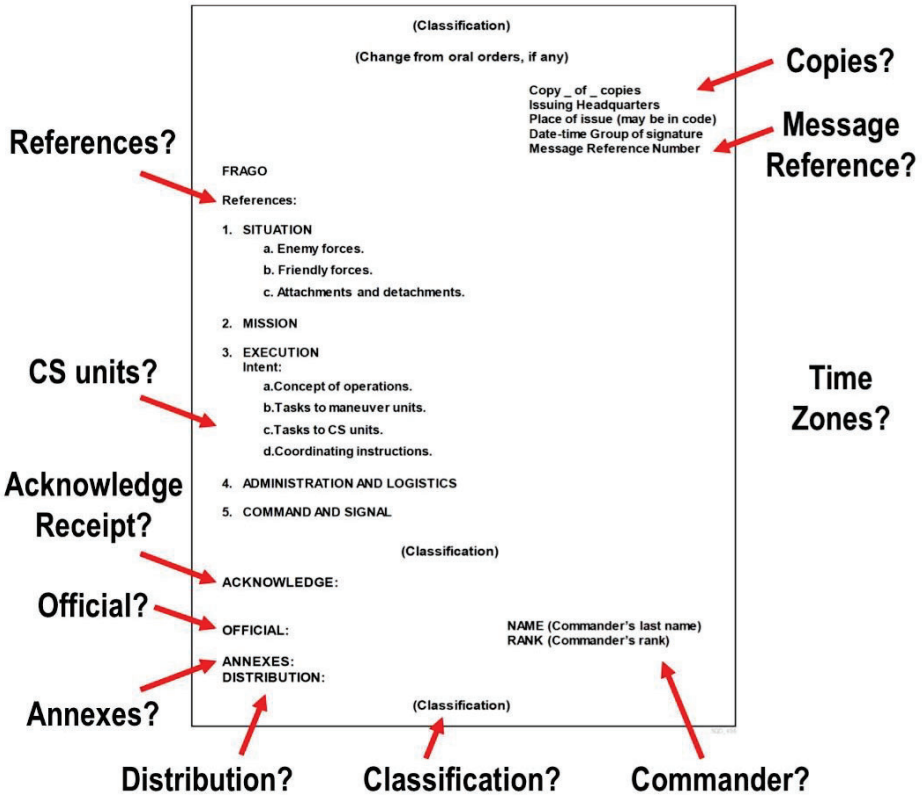 (Classification)
(Change from oral orders, if any)
Copies?
Copy _ of _ copies
Issuing Headquarters
Place of issue (may be in code)
Date-time Group of signature
Message Reference Number
Message
Reference?
References?
FRAGO
References:
1. SITUATION
a. Enemy forces.
b. Friendly forces.
c. Attachments and detachments.
2. MISSION
3. EXECUTION
Intent:
CS units?
a.Concept of operations.
b.Tasks to maneuver units.
c.Tasks to CS units.
d.Coordinating instructions.
Time
Zones?
4. ADMINISTRATION AND LOGISTICS
5. COMMAND AND SIGNAL
Acknowledge
Receipt?
(Classification)
ACKNOWLEDGE:
Official?
OFFICIAL:
NAME (Commander's last name)
RANK (Commander's rank)
ANNEXES:
DISTRIBUTION:
Annexes?
(Classification)
Distribution?
Classification?
Commander?